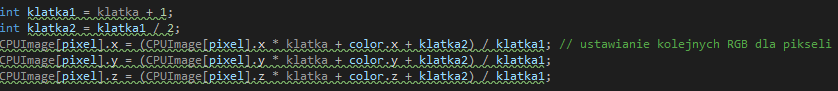 int klatka1 = klatka + 1;
int klatka2 = klatka1 / 2;
CPUImage[pixel].x = (CPUImage[pixel].x * klatka + color.x + klatka2) / klatka1; // ustawianie kolejnych RGB dla pikseli
CPUImage[pixel].y = (CPUImage[pixel].y * klatka + color.y + klatka2) / klatka1;
CPUImage[pixel].z = (CPUImage[pixel].z * klatka + color.z + klatka2) / klatka1;